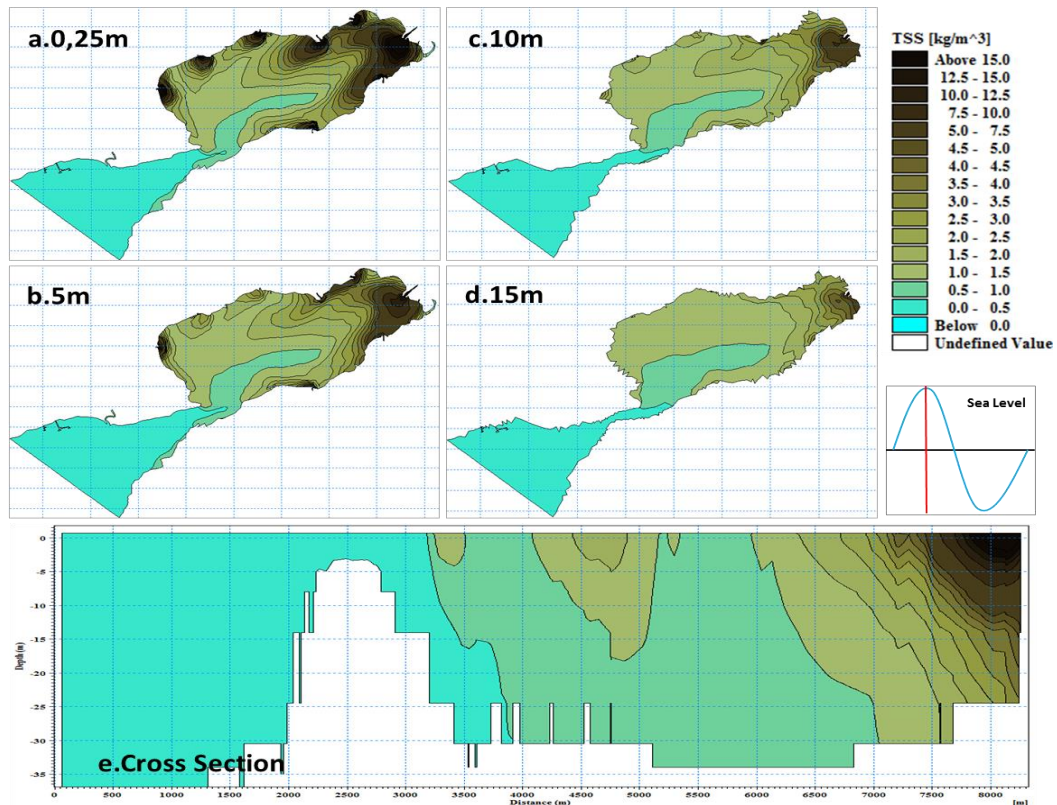 a.0,25m
c.10m
b.5m
d.15m
TSS [kg/m^3]
Above 15.0
12.5 - 15.0
10.0 - 12.5
7.5 - 10.0
5.0 - 7.5
4.5 - 5.0
4.0 - 4.5
3.5 - 4.0
3.0 - 3.5
2.5 - 3.0
2.0 - 2.5
1.5 - 2.0
1.0 - 1.5
0.5 - 1.0
0.0 - 0.5
Below 0.0
Undefined Value
Sea Level
0
-5
-10
-15
-20
-25
-30
-35
Depth (m)
e.Cross Section
0 500 1000 1500 2000 2500 3000 3500 4000 4500 5000 5500 6000 6500 7000 7500 8000 [m]
Distance (m)